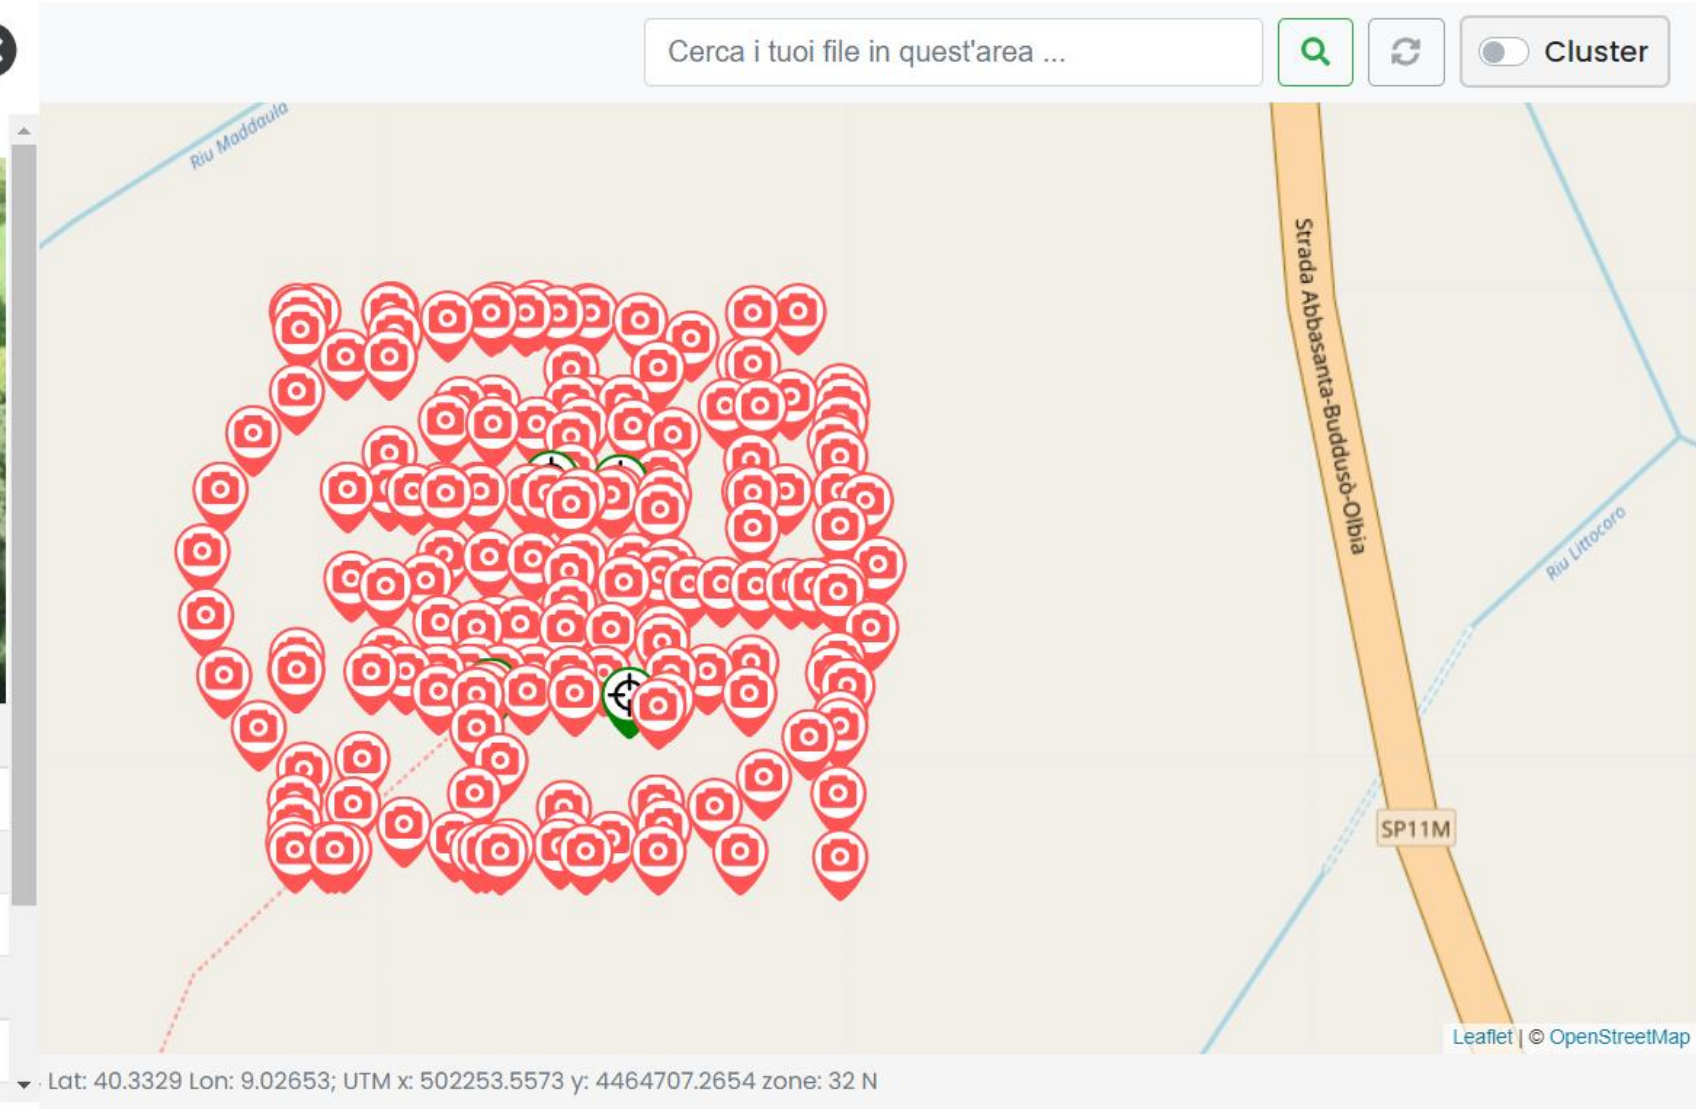 Cerca i tuoi file in quest'area ...
Cluster
Riu Maddaula
Strada Abbasanta-Buddusò-Olbia
Riu Littocoro
SP11M
Leaflet | © OpenStreetMap
Lat: 40.3329 Lon: 9.02653; UTM x: 502253.5573 y: 4464707.2654 zone: 32 N